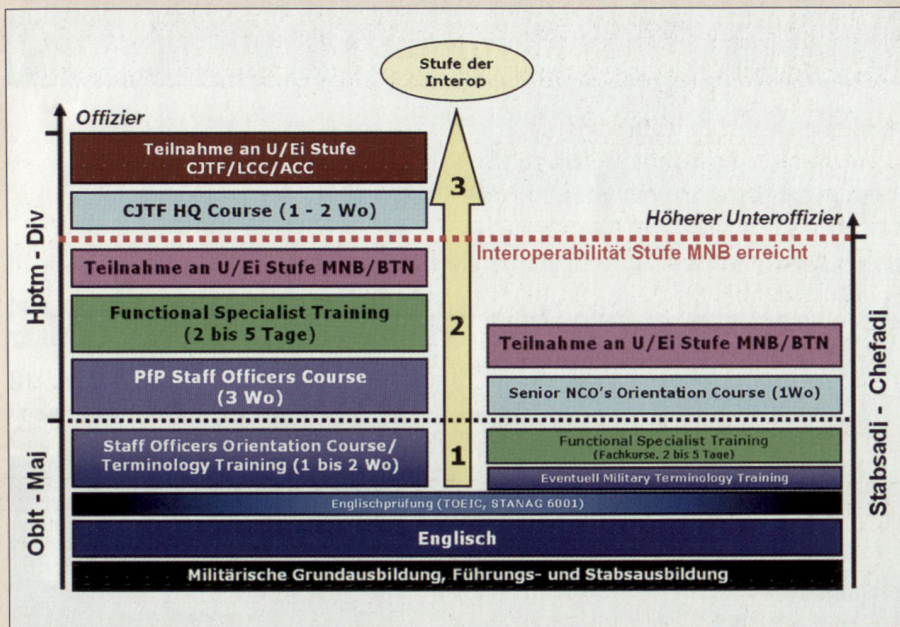 Stufe der
Interop
Offizier
Teilnahme an U/Ei Stufe
CJTF/LCC/ACC
3
CJTF HQ Course (1 - 2 Wo)
Höherer Unteroffizier
Interoperabilität Stufe MNB erreicht
Hptm - Div
Teilnahme an U/Ei Stufe MNB/BTN
Functional Specialist Training
(2 bis 5 Tage)
2
Teilnahme an U/Ei Stufe MNB/BTN
PfP Staff Officers Course
(3 Wo)
Senior NCO's Orientation Course (1Wo)
Stabsadi - Chefadi
Oblt - Maj
Staff Officers Orientation Course/
Terminology Training (1 bis 2 Wo)
1
Functional Specialist Training
(Fachkurse, 2 bis 5 Tage)
Eventuell Military Terminology Training
Englischprüfung (TOEIC, STANAG 6001)
Englisch
Militärische Grundausbildung, Führungs- und Stabsausbildung